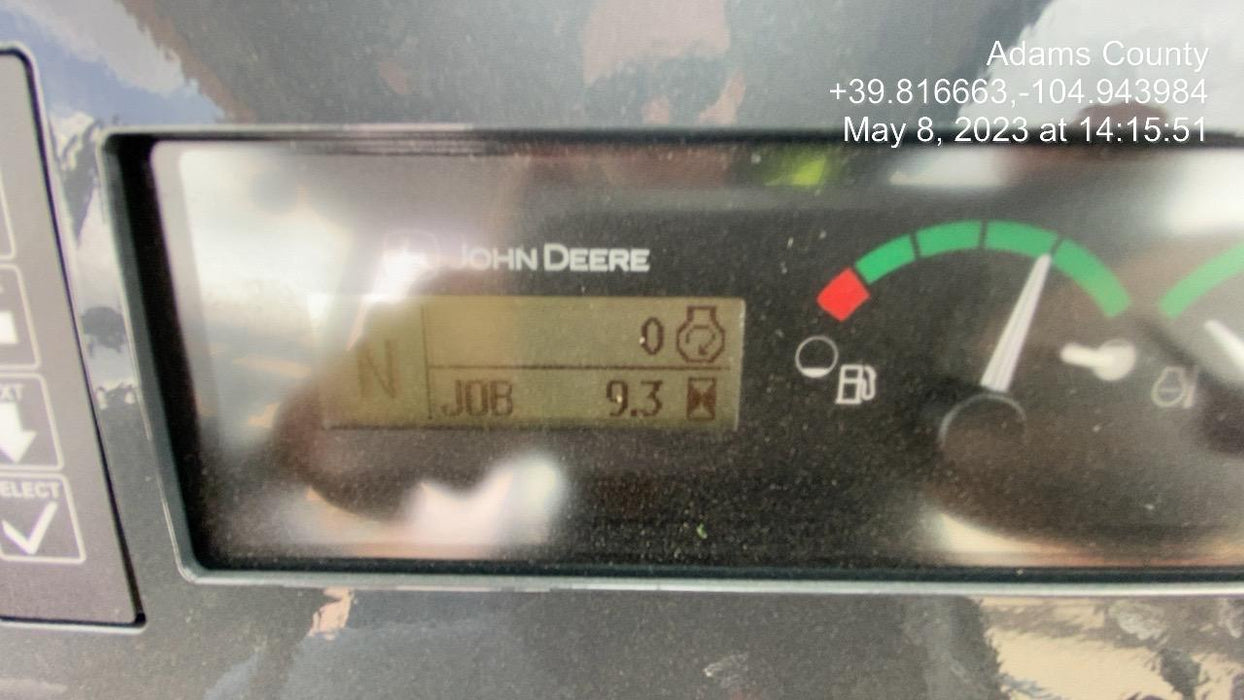 Adams County
+39.816663,-104.943984
May 8, 2023 at 14:15:51
JOHN DEERE
N
0
JOB 9.3
ELECT